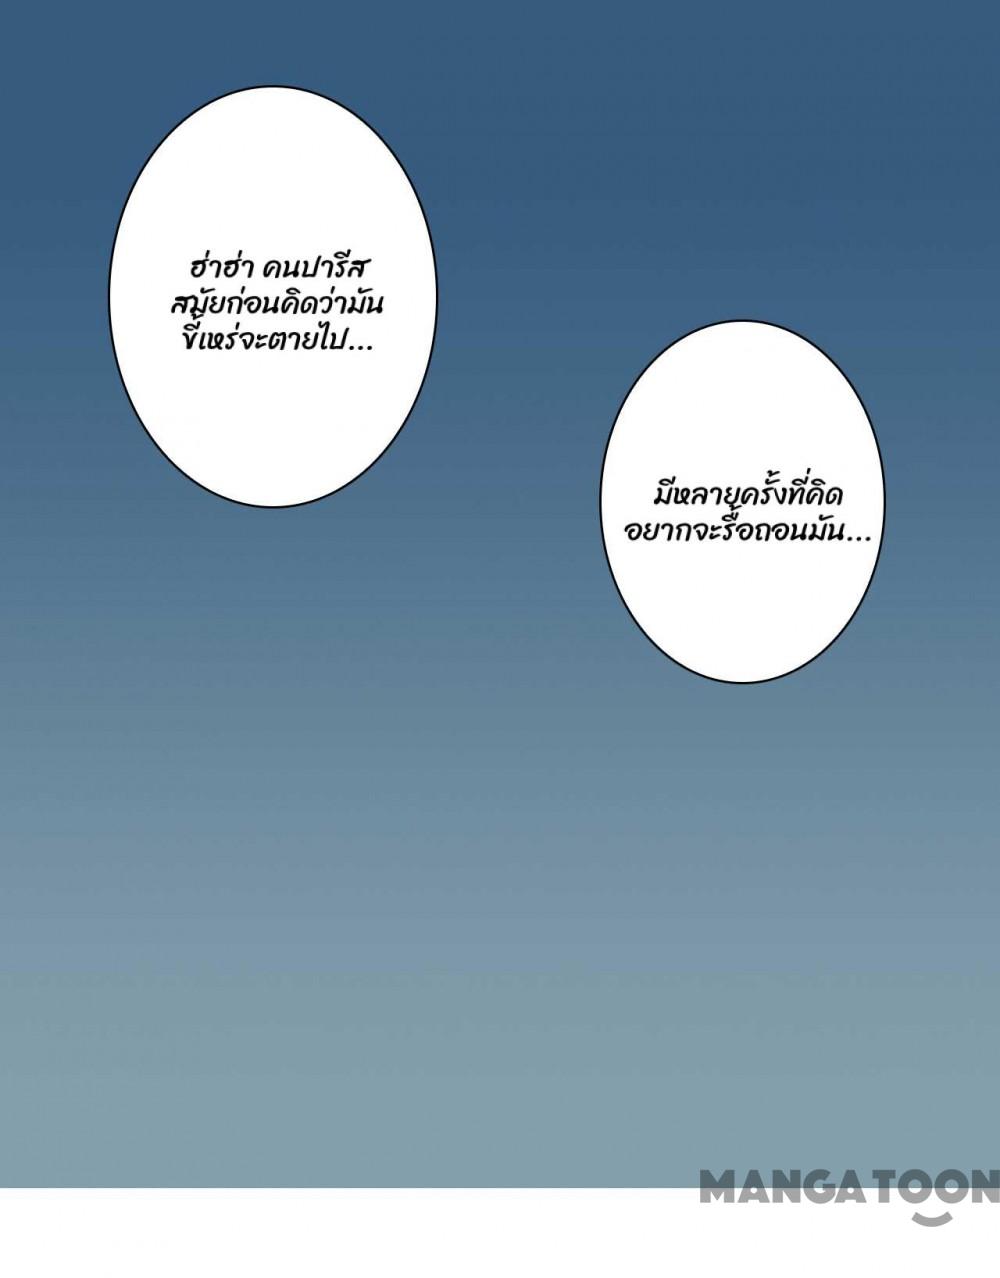 ฮ่าฮ่า คนปารีส
สมัยก่อนคิดว่ามัน
ขี้เหร่จะตายไป...
มีหลายครั้งที่คิด
อยากจะรื้อถอนมัน...
MANGATOON